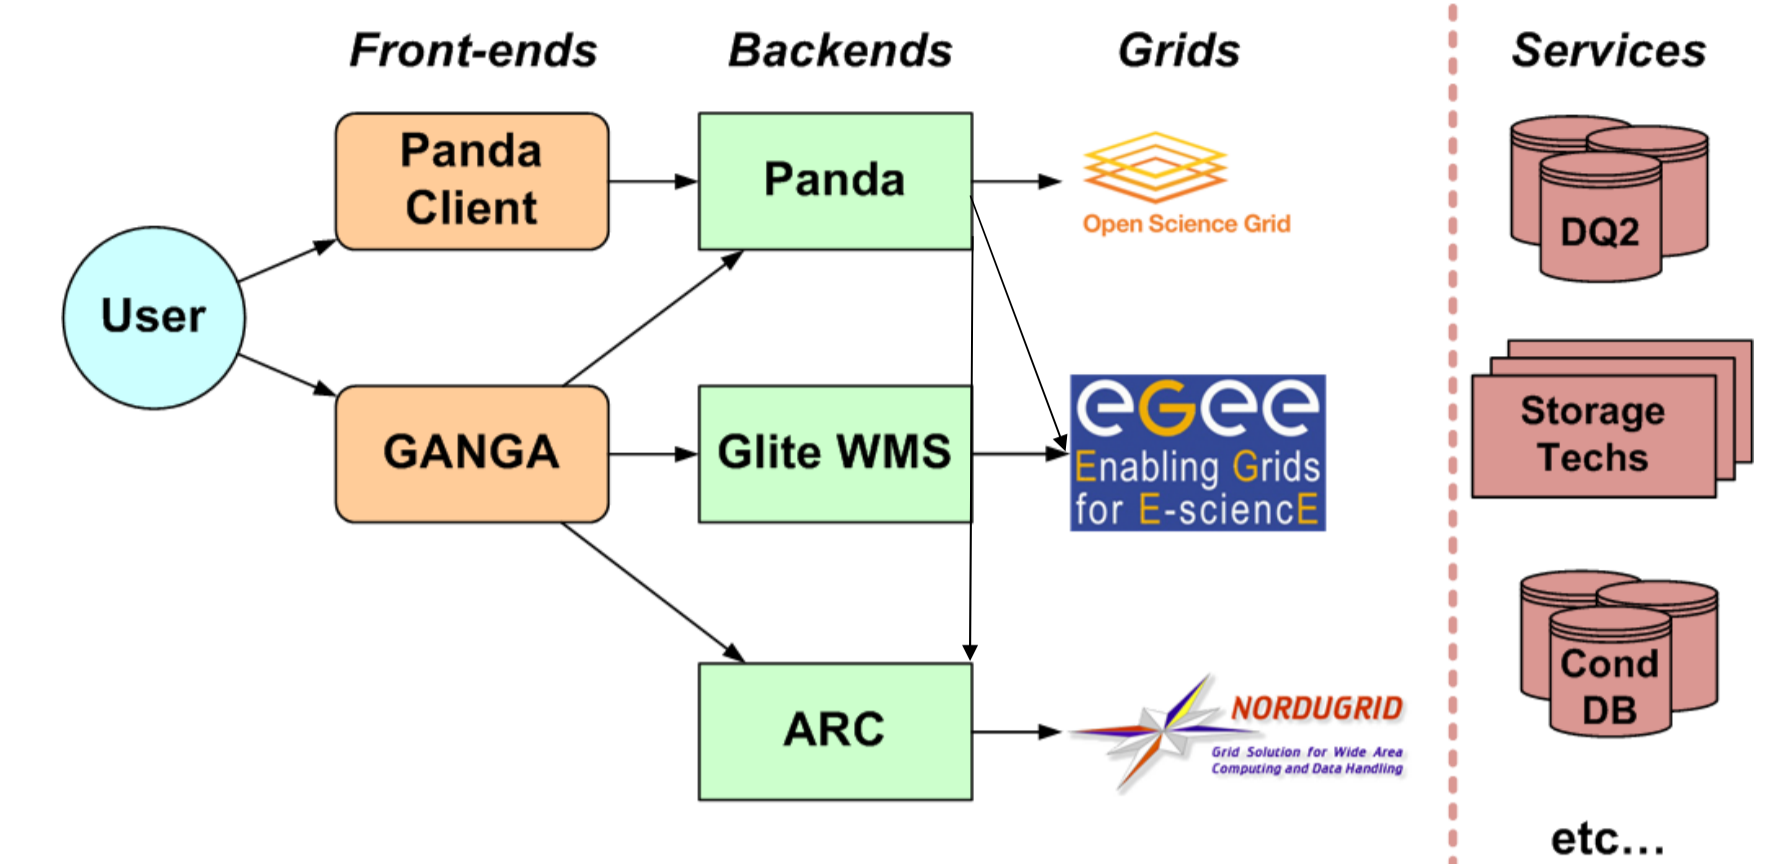 Front-ends
Backends
Grids
Services
Panda
Client
Panda
Open Science Grid
DQ2
User
GANGA
Glite WMS
eGee
Enabling Grids
for E-sciencE
Storage
Techs
ARC
NORDUGRID
Grid Solution for Wide Area
Computing and Data Handling
Cond
DB
etc...